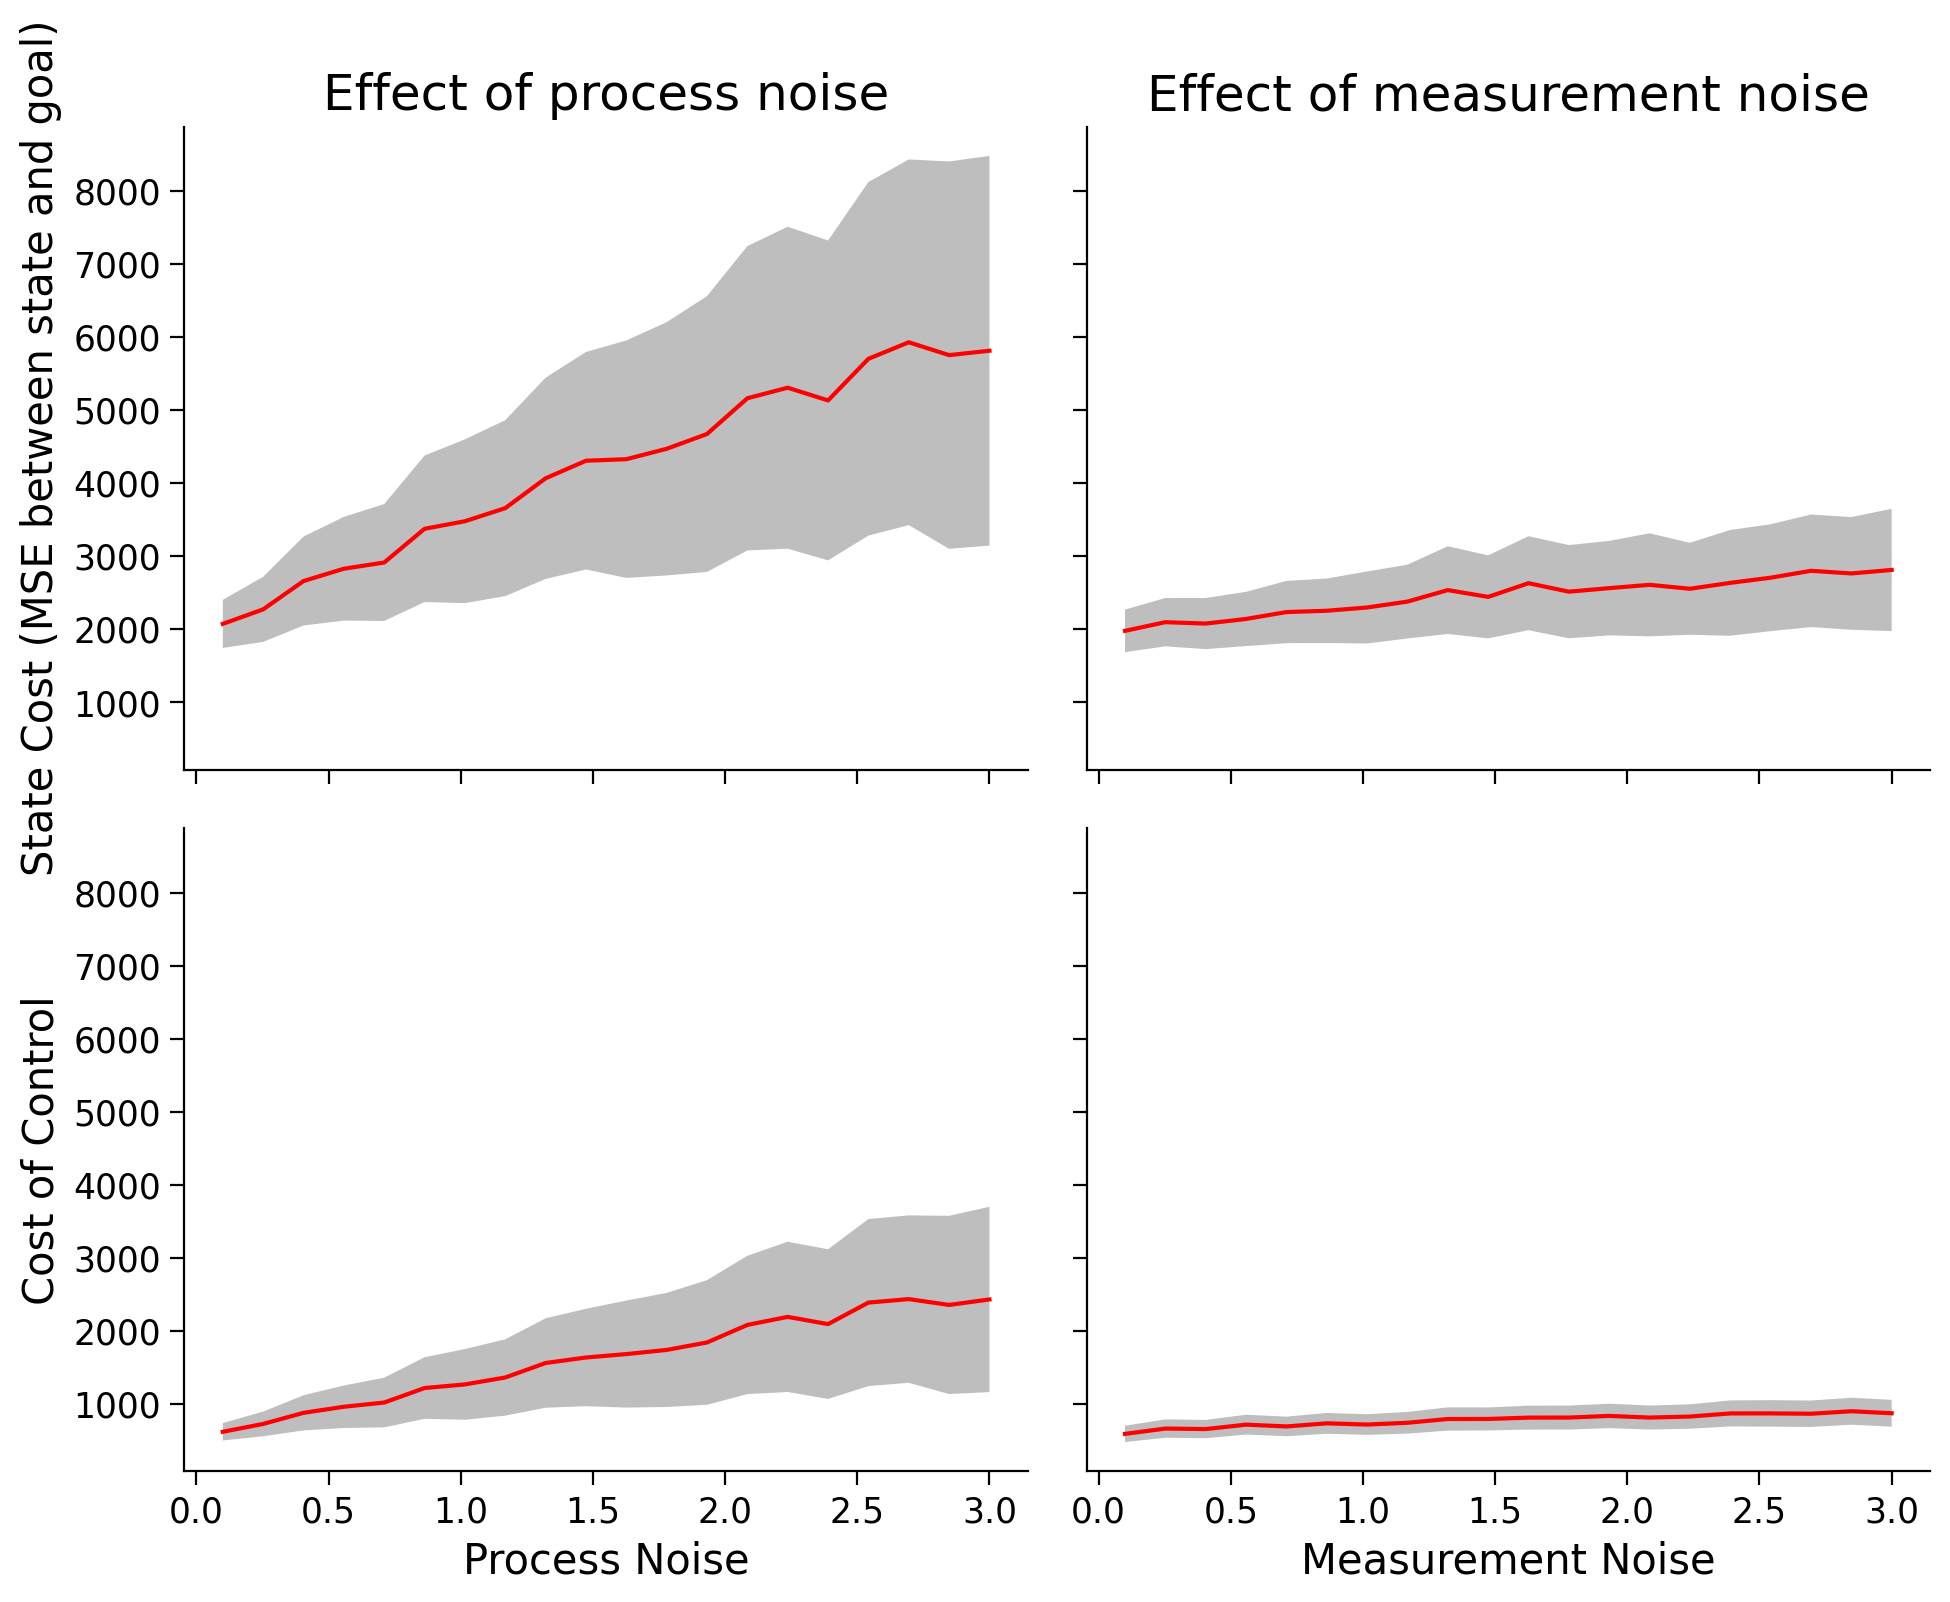 Effect of process noise
Effect of measurement noise
State Cost (MSE between state and goal)
8000
7000
6000
5000
4000
3000
2000
1000
Cost of Control
8000
7000
6000
5000
4000
3000
2000
1000
0.0 0.5 1.0 1.5 2.0 2.5 3.0
0.0 0.5 1.0 1.5 2.0 2.5 3.0
Process Noise
Measurement Noise